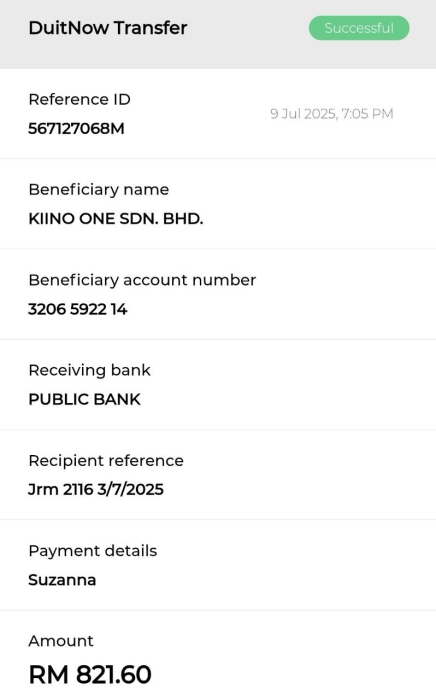 DuitNow Transfer
Successful
Reference ID
567127068M
9 Jul 2025, 7:05 PM
Beneficiary name
KIINO ONE SDN. BHD.
Beneficiary account number
3206 5922 14
Receiving bank
PUBLIC BANK
Recipient reference
Jrm 2116 3/7/2025
Payment details
Suzanna
Amount
RM 821.60